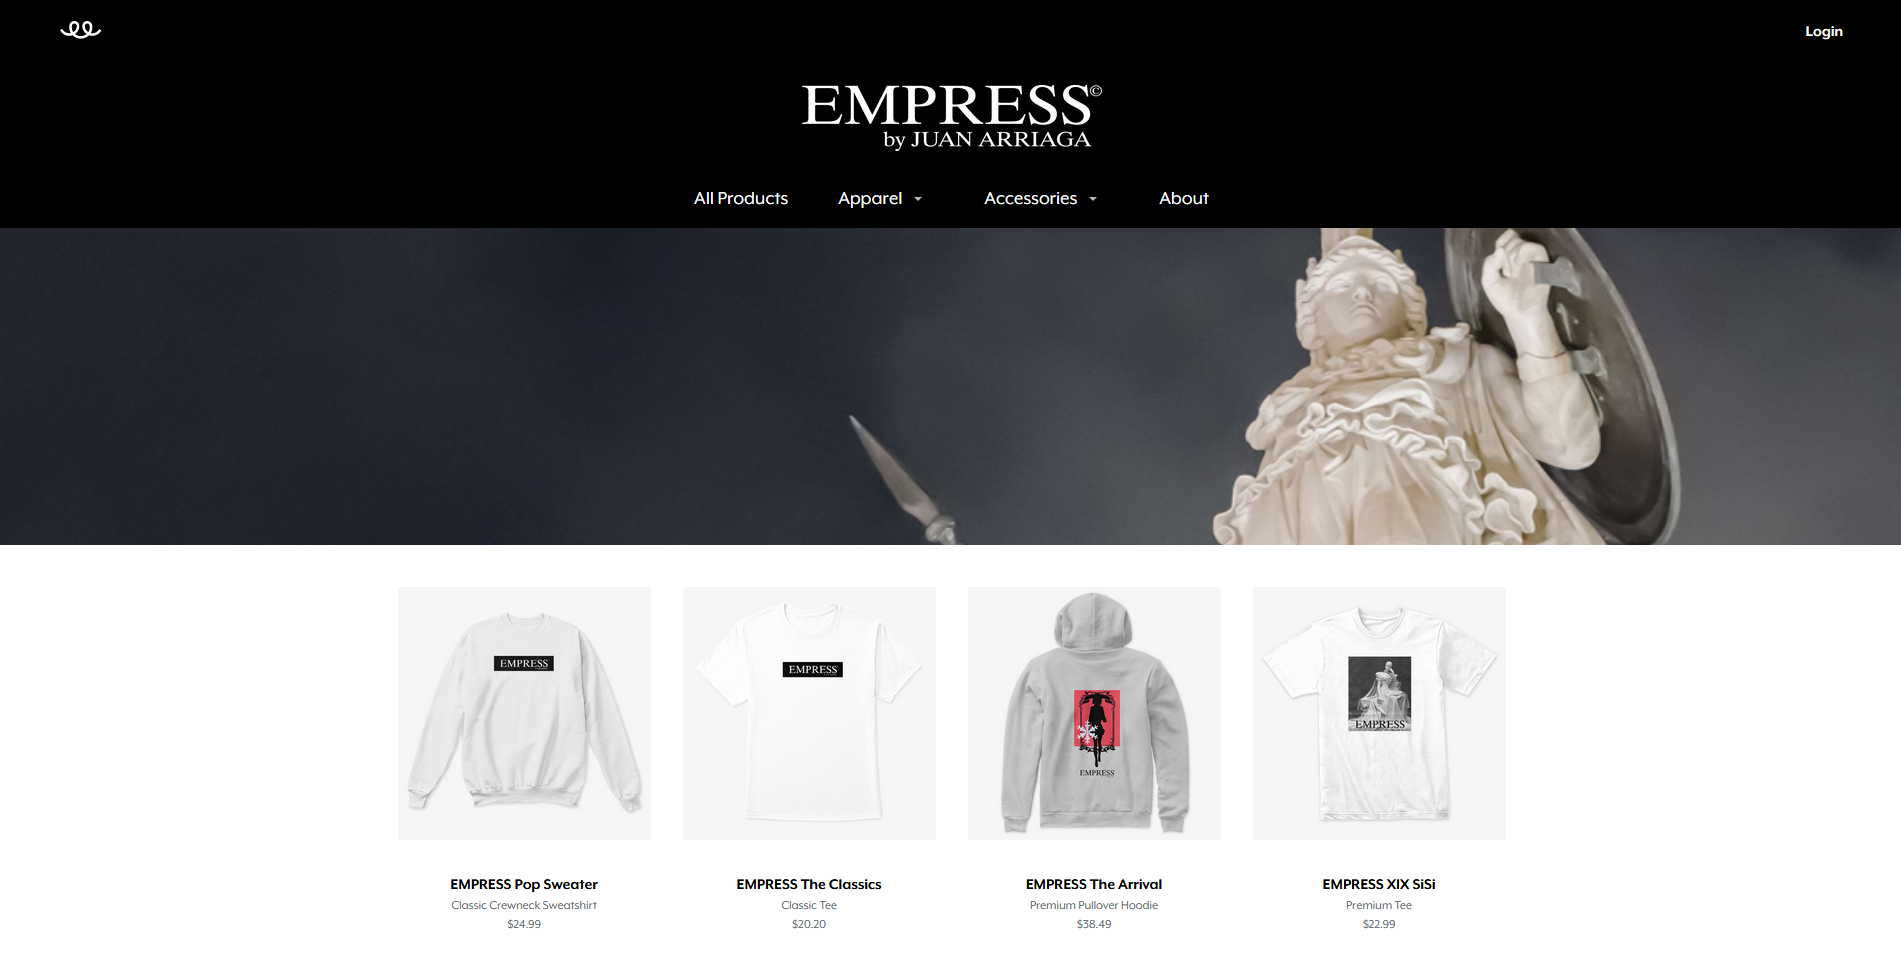 Login
EMPRESS©
by JUAN ARRIAGA
All Products Apparel Accessories About
EMPRESS
EMPRESS
EMPRESS
EMPRESS
EMPRESS Pop Sweater
Classic Crewneck Sweatshirt
$24.99
EMPRESS The Classics
Classic Tee
$20.20
EMPRESS The Arrival
Premium Pullover Hoodie
$38.49
EMPRESS XIX SiSi
Premium Tee
$22.99